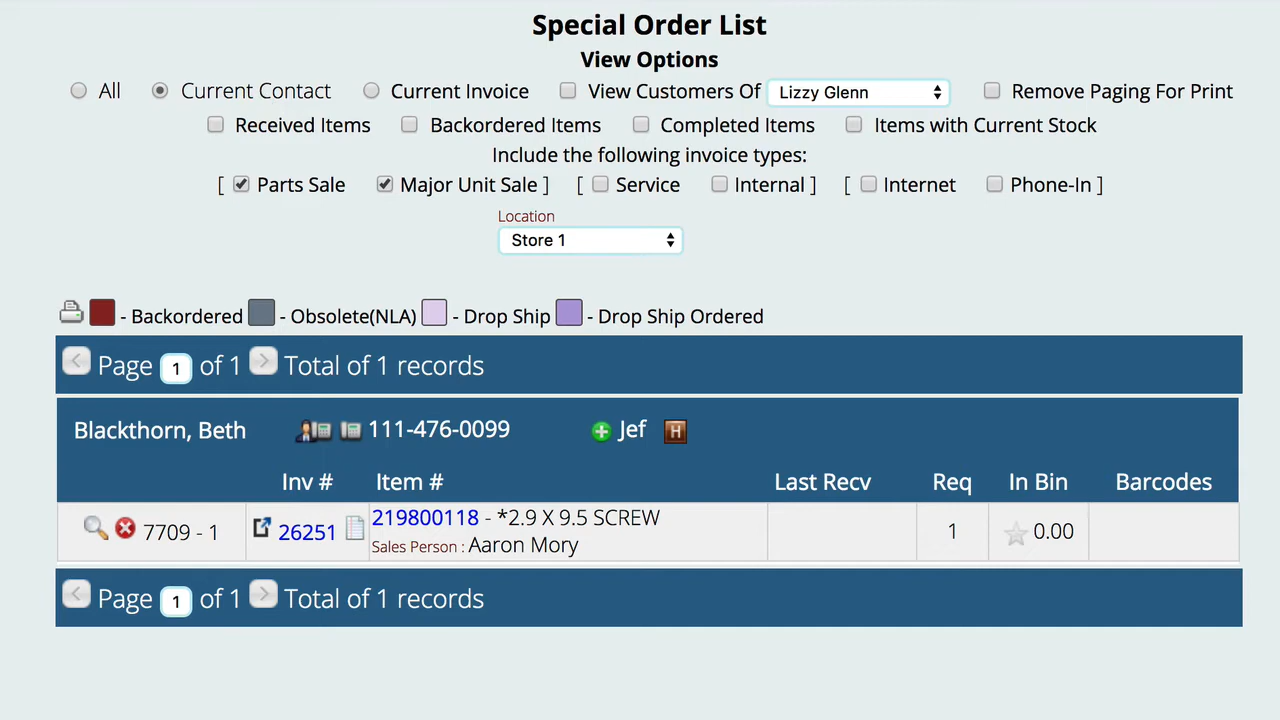 Special Order List
View Options
All Current Contact Current Invoice View Customers Of Lizzy Glenn Remove Paging For Print
Received Items Backordered Items Completed Items Items with Current Stock
Include the following invoice types:
[ Parts Sale Major Unit Sale ] [ Service Internal ] [ Internet Phone-In ]
Location
Store 1
- Backordered - Obsolete(NLA) - Drop Ship - Drop Ship Ordered
Page 1 of 1 Total of 1 records
Blackthorn, Beth 111-476-0099 Jef H
Inv # Item # Last Recv Req In Bin Barcodes
7709 - 1 26251 219800118 - *2.9 X 9.5 SCREW 1 0.00
Sales Person : Aaron Mory
Page 1 of 1 Total of 1 records